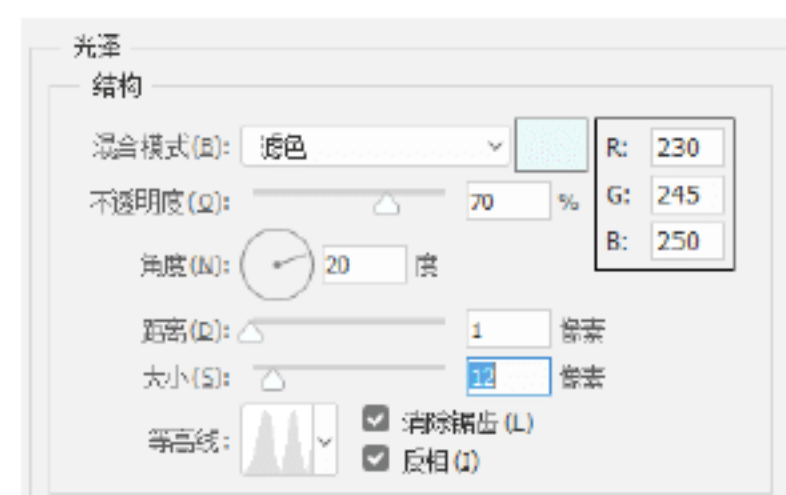 光泽
结构
混合模式(B): 滤色
R: 230
不透明度(O): 70 %
G: 245
B: 250
角度(N): 20 度
距离(D): 1 像素
大小(S): 12 像素
等高线: 消除锯齿(L)
反相(I)